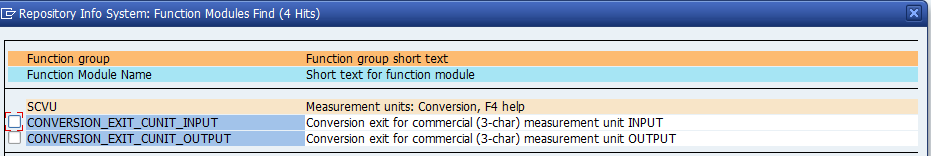 Repository Info System: Function Modules Find (4 Hits)
Function group Function group short text
Function Module Name Short text for function module
SCVU Measurement units: Conversion, F4 help
CONVERSION_EXIT_CUNIT_INPUT Conversion exit for commercial (3-char) measurement unit INPUT
CONVERSION_EXIT_CUNIT_OUTPUT Conversion exit for commercial (3-char) measurement unit OUTPUT